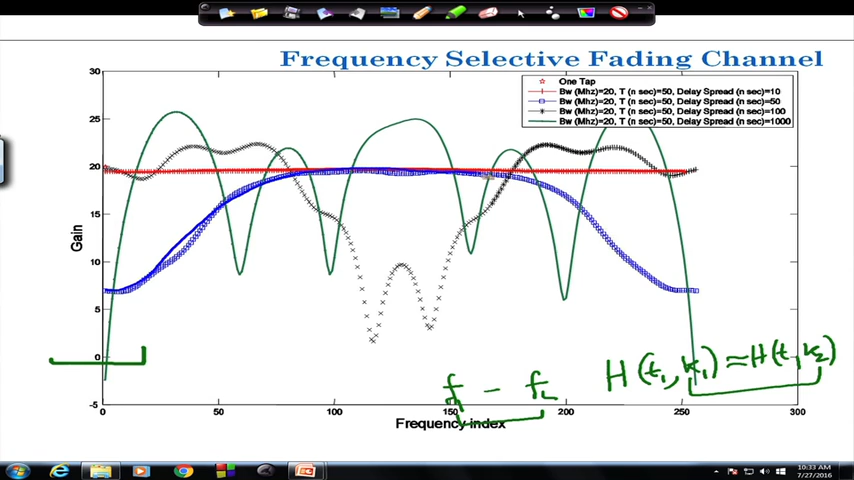 Frequency Selective Fading Channel
One Tap
Bw (Mhz)=20, T (n sec)=50, Delay Spread (n sec)=10
Bw (Mhz)=20, T (n sec)=50, Delay Spread (n sec)=50
Bw (Mhz)=20, T (n sec)=50, Delay Spread (n sec)=100
Bw (Mhz)=20, T (n sec)=50, Delay Spread (n sec)=1000
30
25
20
15
10
5
0
-5
Gain
0 50 100 150 200 250 300
Frequency index
f1 - f2
H(t1, k1) ≈ H(t, k2)
10:33 AM
7/27/2016